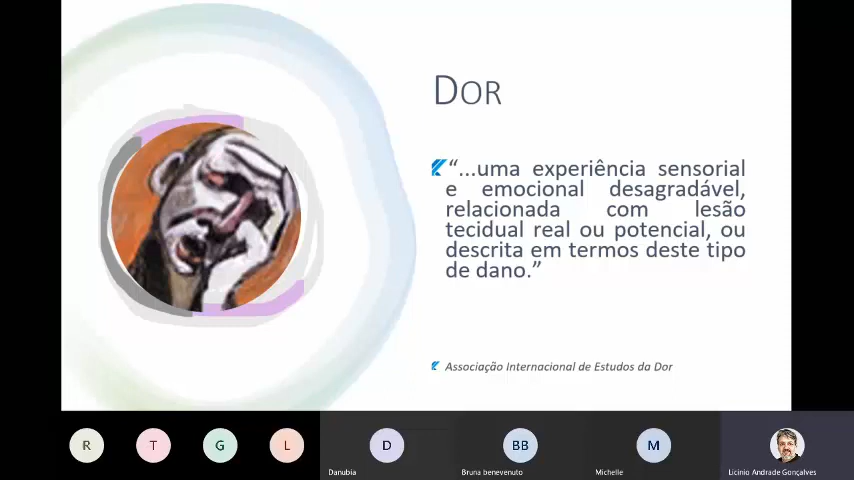 DOR
“...uma experiência sensorial
e emocional desagradável,
relacionada com lesão
tecidual real ou potencial, ou
descrita em termos deste tipo
de dano.”
Associação Internacional de Estudos da Dor
R
T
G
L
D
BB
M
Danubia
Bruna benevenuto
Michelle
Licinio Andrade Gonçalves